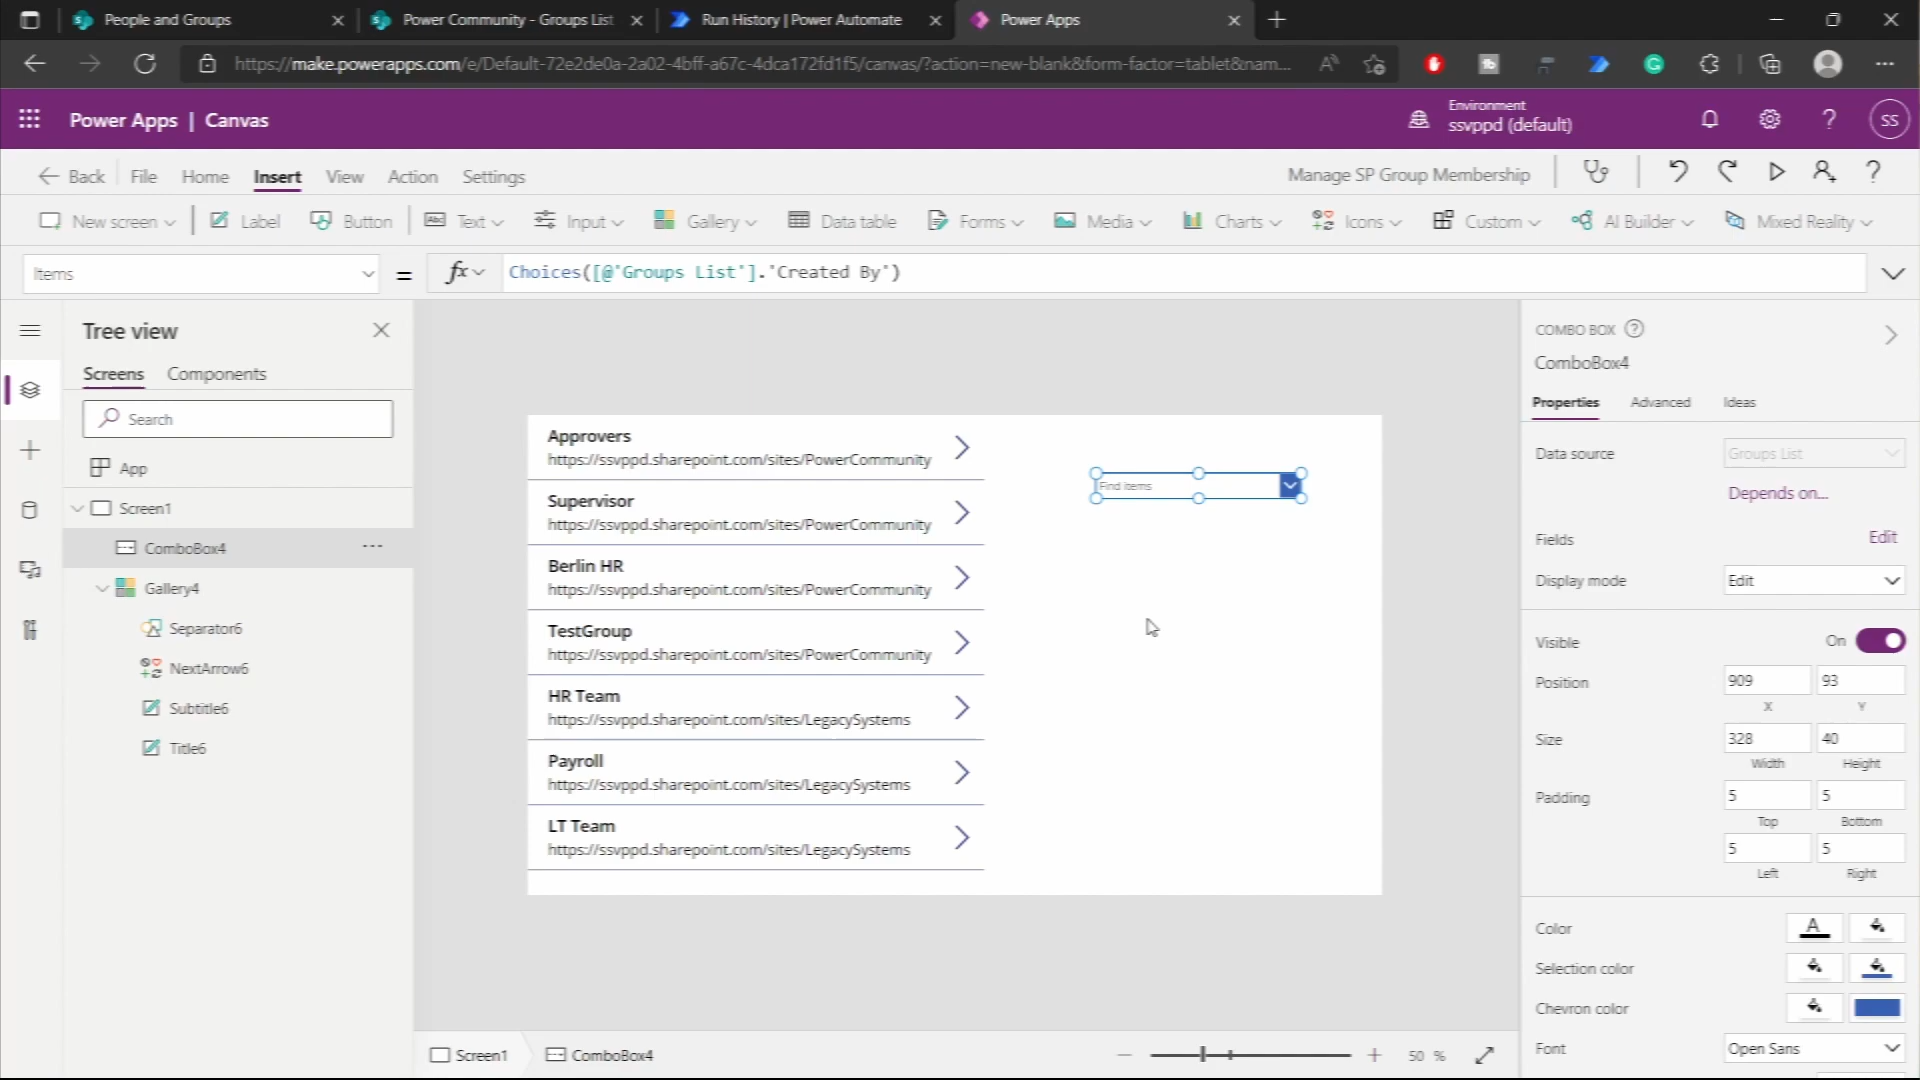 People and Groups
Power Community - Groups List
Run History | Power Automate
Power Apps
https://make.powerapps.com/e/Default-72e2de0a-2a02-4bff-a67c-4dca172fd1f5/canvas/?action=new-blank&form-factor=tablet&nam...
Power Apps | Canvas
Environment
ssvppd (default)
SS
Back
File
Home
Insert
View
Action
Settings
Manage SP Group Membership
New screen
Label
Button
Text
Input
Gallery
Data table
Forms
Media
Charts
Icons
Custom
AI Builder
Mixed Reality
Items
=
fx
Choices([@'Groups List'].'Created By')
Tree view
Screens
Components
Search
App
Screen1
ComboBox4
Gallery4
Separator6
NextArrow6
Subtitle6
Title6
Approvers
https://ssvppd.sharepoint.com/sites/PowerCommunity
Supervisor
https://ssvppd.sharepoint.com/sites/PowerCommunity
Berlin HR
https://ssvppd.sharepoint.com/sites/PowerCommunity
TestGroup
https://ssvppd.sharepoint.com/sites/PowerCommunity
HR Team
https://ssvppd.sharepoint.com/sites/LegacySystems
Payroll
https://ssvppd.sharepoint.com/sites/LegacySystems
LT Team
https://ssvppd.sharepoint.com/sites/LegacySystems
Find items
COMBO BOX
ComboBox4
Properties
Advanced
Ideas
Data source
Groups List
Depends on...
Fields
Edit
Display mode
Edit
Visible
On
Position
909
93
X
Y
Size
328
40
Width
Height
Padding
5
5
Top
Bottom
5
5
Left
Right
Color
A
Selection color
Chevron color
Font
Open Sans
Screen1
ComboBox4
50 %